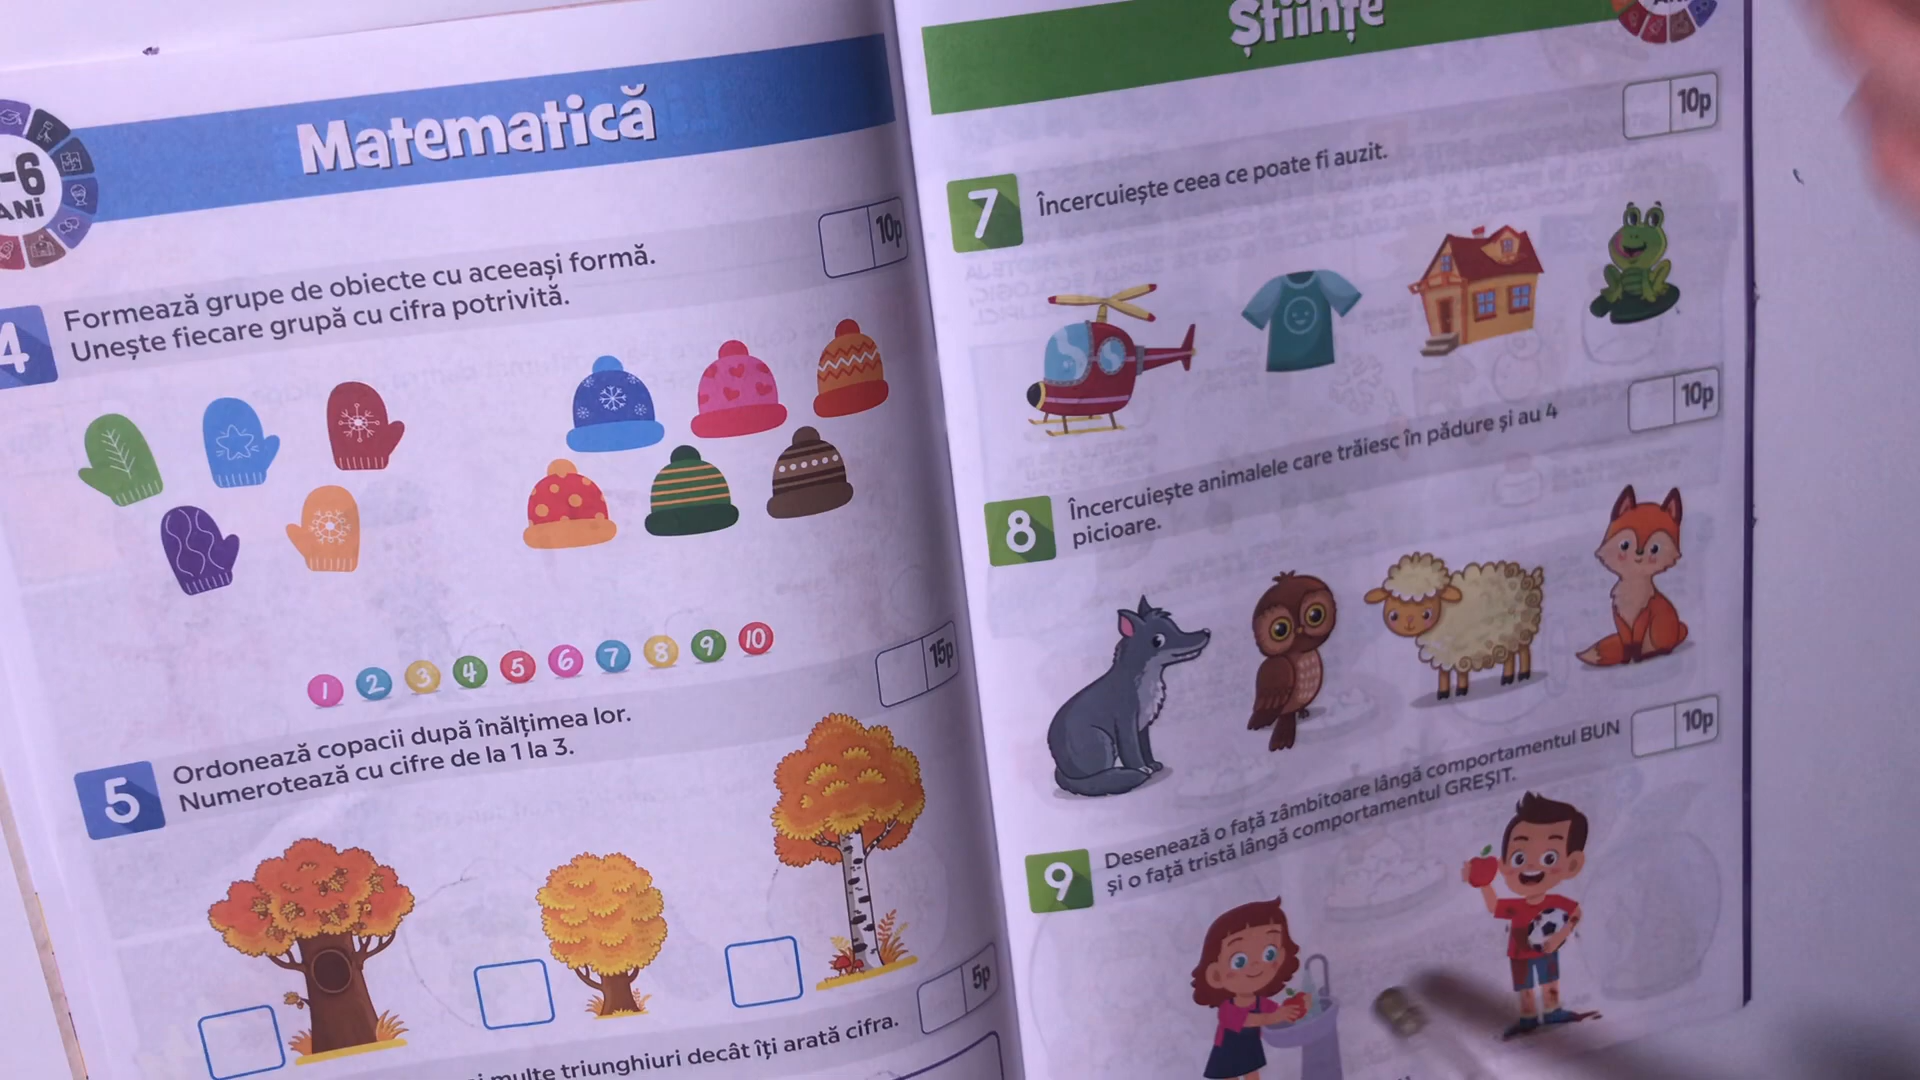 Matematică
-6
ANi
10p
4
Formează grupe de obiecte cu aceeași formă.
Unește fiecare grupă cu cifra potrivită.
1 2 3 4 5 6 7 8 9 10
15p
5
Ordonează copacii după înălțimea lor.
Numerotează cu cifre de la 1 la 3.
5p
multe triunghiuri decât îți arată cifra.
Științe
10p
7
Încercuiește ceea ce poate fi auzit.
10p
8
Încercuiește animalele care trăiesc în pădure și au 4
picioare.
10p
9
Desenează o față zâmbitoare lângă comportamentul BUN
și o față tristă lângă comportamentul GREȘIT.